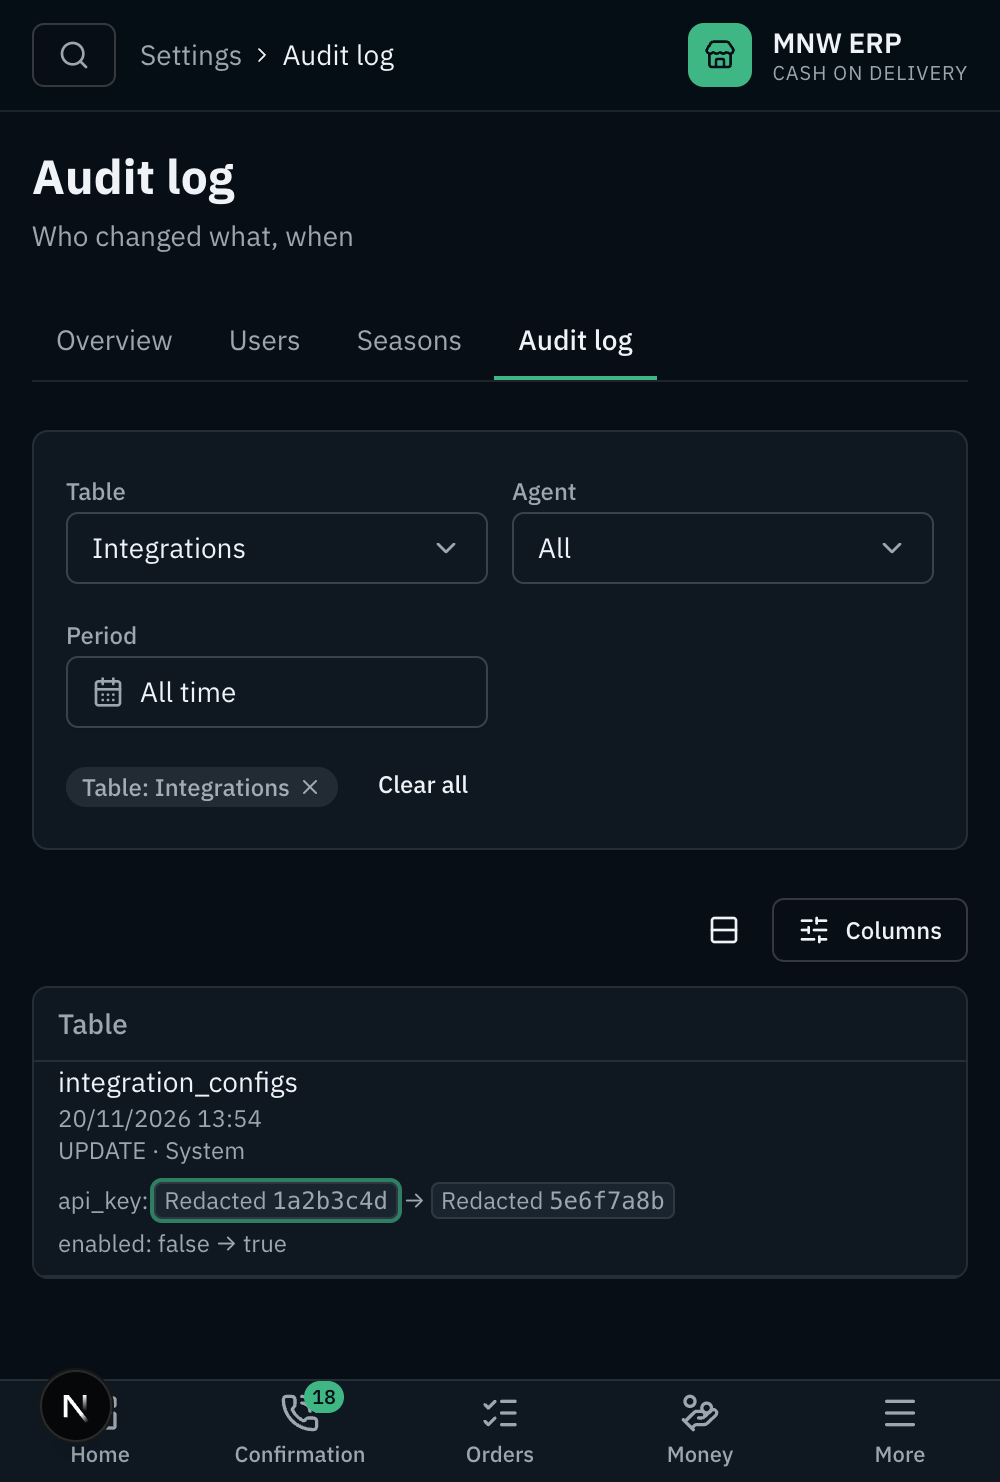 Settings > Audit log
MNW ERP
CASH ON DELIVERY
Audit log
Who changed what, when
Overview Users Seasons Audit log
Table Agent
Integrations All
Period
All time
Table: Integrations × Clear all
Columns
Table
integration_configs
20/11/2026 13:54
UPDATE · System
api_key: Redacted 1a2b3c4d → Redacted 5e6f7a8b
enabled: false → true
N 18
Home Confirmation Orders Money More